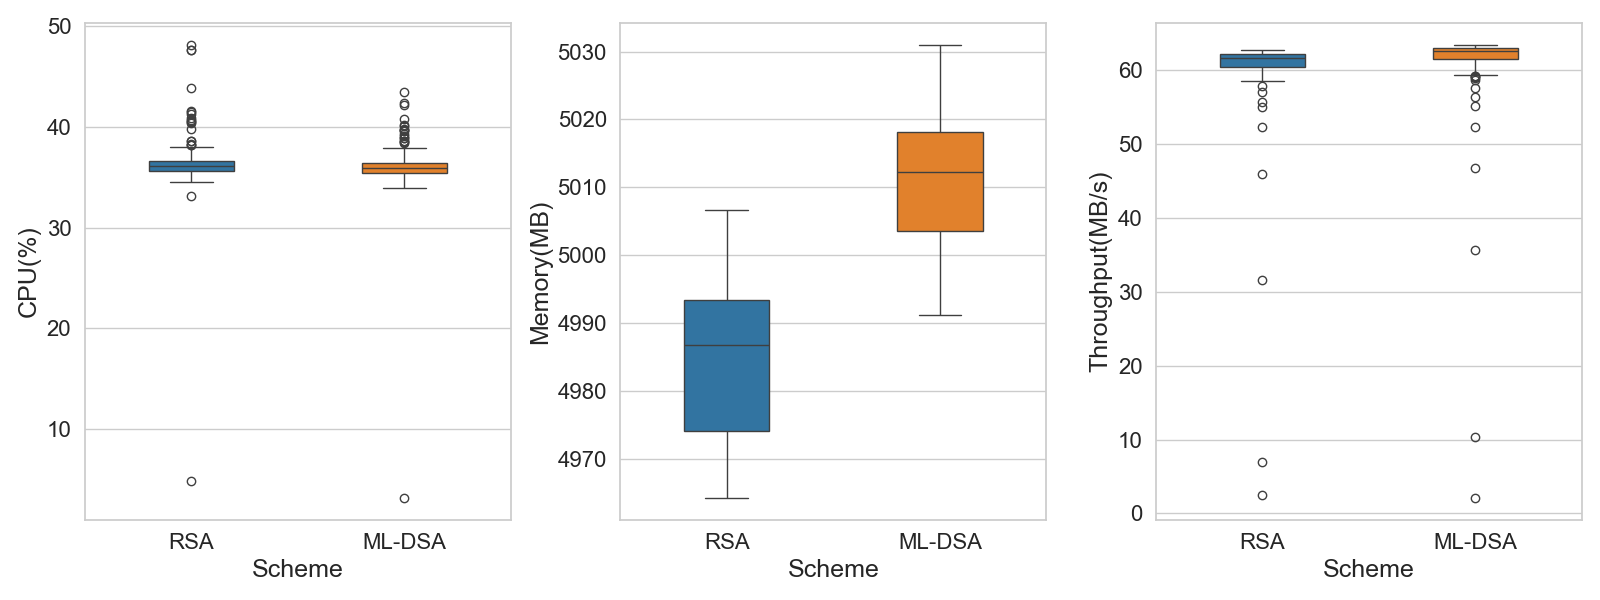 CPU(%)
50
40
30
20
10
RSA
ML-DSA
Scheme
Memory(MB)
5030
5020
5010
5000
4990
4980
4970
RSA
ML-DSA
Scheme
Throughput(MB/s)
60
50
40
30
20
10
0
RSA
ML-DSA
Scheme